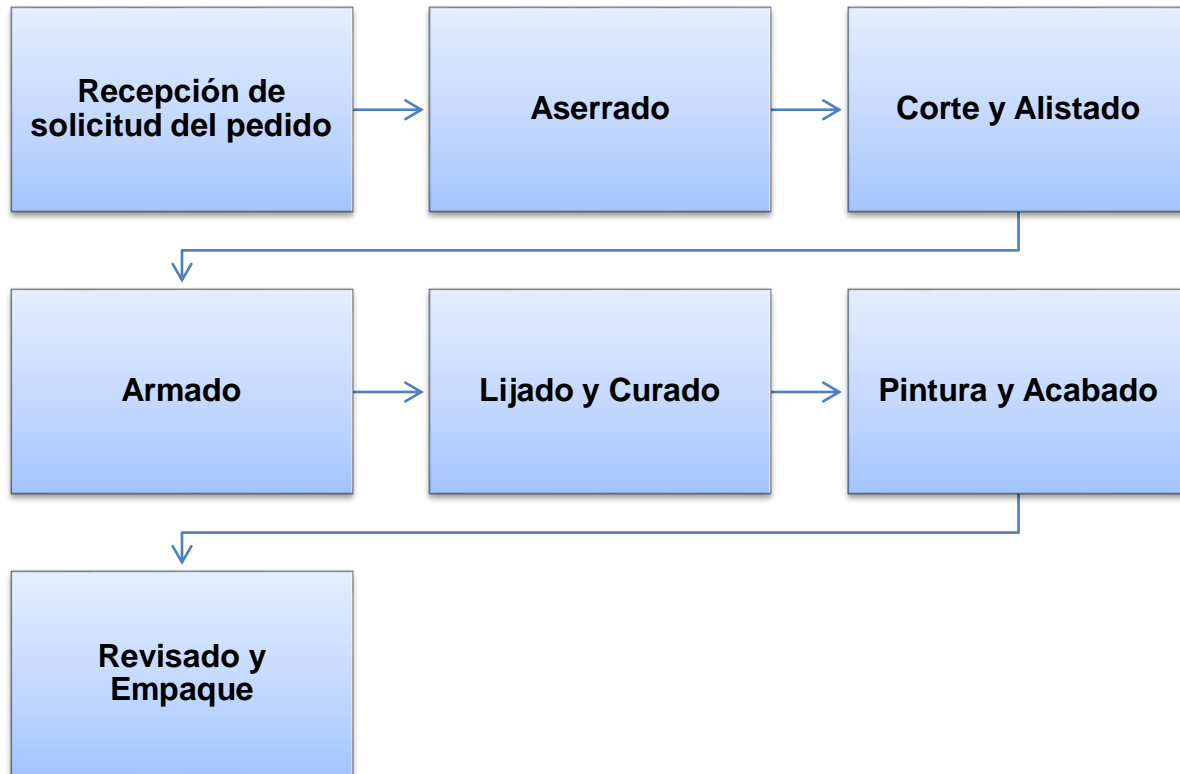 Recepción de
solicitud del pedido
Aserrado
Corte y Alistado
Armado
Lijado y Curado
Pintura y Acabado
Revisado y
Empaque